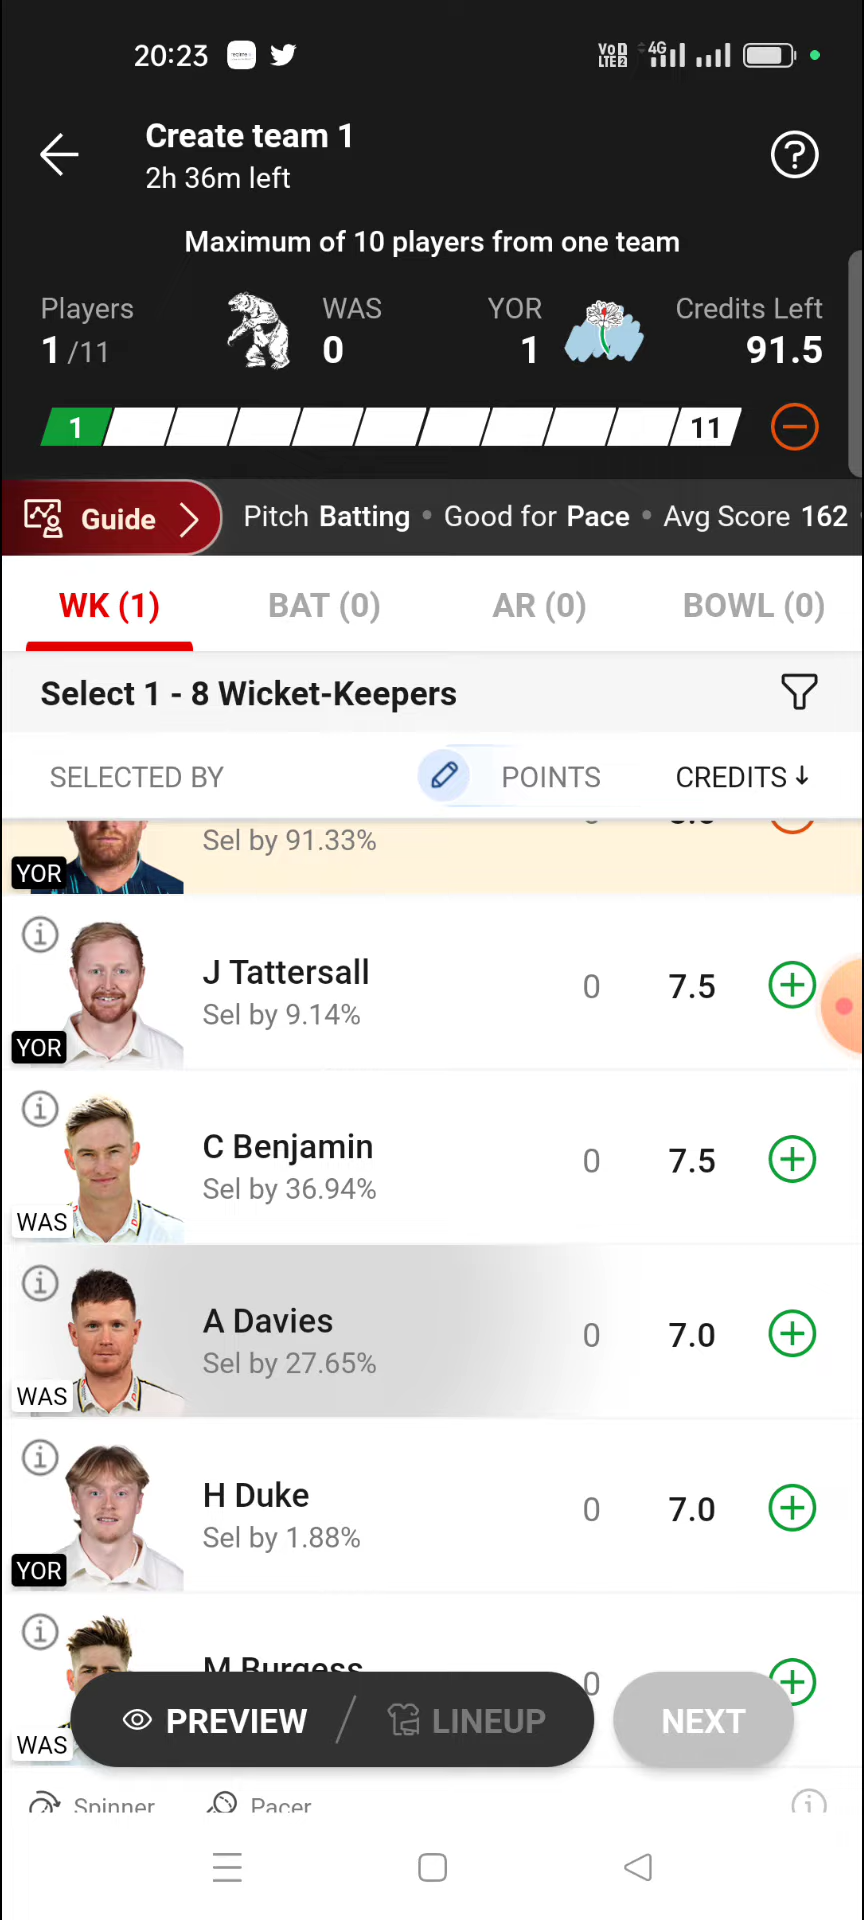 20:23
VoD LTE2 4G
Create team 1
2h 36m left
Maximum of 10 players from one team
Players WAS YOR Credits Left
1 /11 0 1 91.5
1 11
Guide Pitch Batting • Good for Pace • Avg Score 162
WK (1) BAT (0) AR (0) BOWL (0)
Select 1 - 8 Wicket-Keepers
SELECTED BY POINTS CREDITS ↓
Sel by 91.33%
YOR
J Tattersall 0 7.5
Sel by 9.14%
YOR
C Benjamin 0 7.5
Sel by 36.94%
WAS
A Davies 0 7.0
Sel by 27.65%
WAS
H Duke 0 7.0
Sel by 1.88%
YOR
M Burgess 0
PREVIEW / LINEUP NEXT
WAS
Spinner Pacer